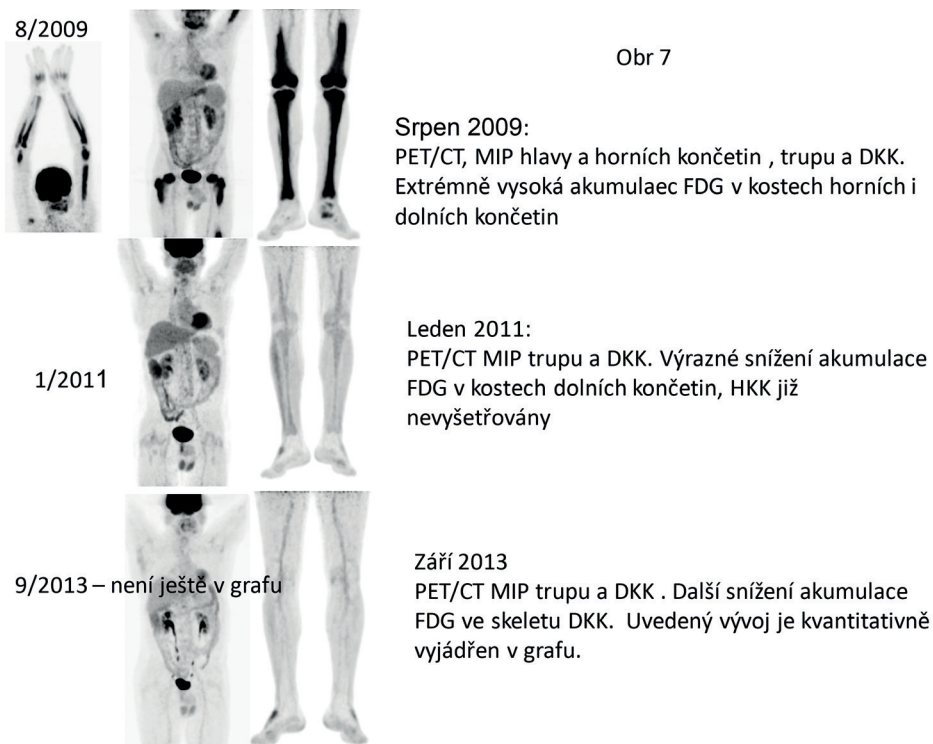 8/2009
Obr 7
Srpen 2009:
PET/CT, MIP hlavy a horních končetin , trupu a DKK.
Extrémně vysoká akumulaec FDG v kostech horních i
dolních končetin
1/2011
Leden 2011:
PET/CT MIP trupu a DKK. Výrazné snížení akumulace
FDG v kostech dolních končetin, HKK již
nevyšetřovány
9/2013 – není ještě v grafu
Září 2013
PET/CT MIP trupu a DKK . Další snížení akumulace
FDG ve skeletu DKK.  Uvedený vývoj je kvantitativně
vyjádřen v grafu.